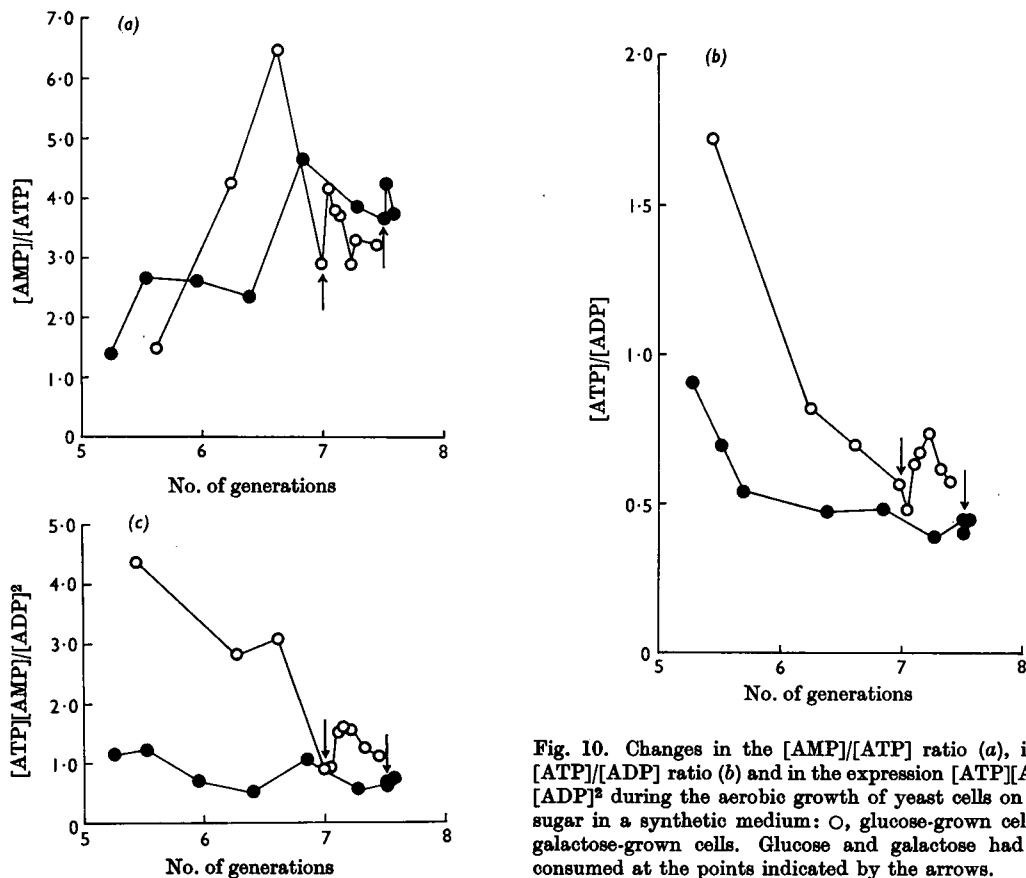 (a)
7·0
6·0
5·0
4·0
3·0
2·0
1·0
0
[AMP]/[ATP]
5 6 7 8
No. of generations
(b)
2·0
1·5
1·0
0·5
0
[ATP]/[ADP]
5 6 7 8
No. of generations
(c)
5·0
4·0
3·0
2·0
1·0
0
[ATP][AMP]/[ADP]²
5 6 7 8
No. of generations
Fig. 10. Changes in the [AMP]/[ATP] ratio (a), i
[ATP]/[ADP] ratio (b) and in the expression [ATP][A
[ADP]² during the aerobic growth of yeast cells on
sugar in a synthetic medium: ○, glucose-grown cel
galactose-grown cells. Glucose and galactose had
consumed at the points indicated by the arrows.